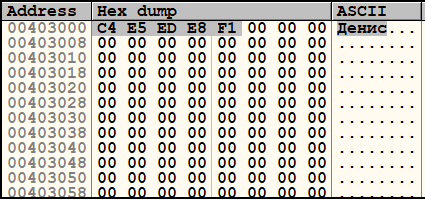 Address Hex dump ASCII
00403000 C4 E5 ED E8 F1 00 00 00 Денис...
00403008 00 00 00 00 00 00 00 00 ........
00403010 00 00 00 00 00 00 00 00 ........
00403018 00 00 00 00 00 00 00 00 ........
00403020 00 00 00 00 00 00 00 00 ........
00403028 00 00 00 00 00 00 00 00 ........
00403030 00 00 00 00 00 00 00 00 ........
00403038 00 00 00 00 00 00 00 00 ........
00403040 00 00 00 00 00 00 00 00 ........
00403048 00 00 00 00 00 00 00 00 ........
00403050 00 00 00 00 00 00 00 00 ........
00403058 00 00 00 00 00 00 00 00 ........